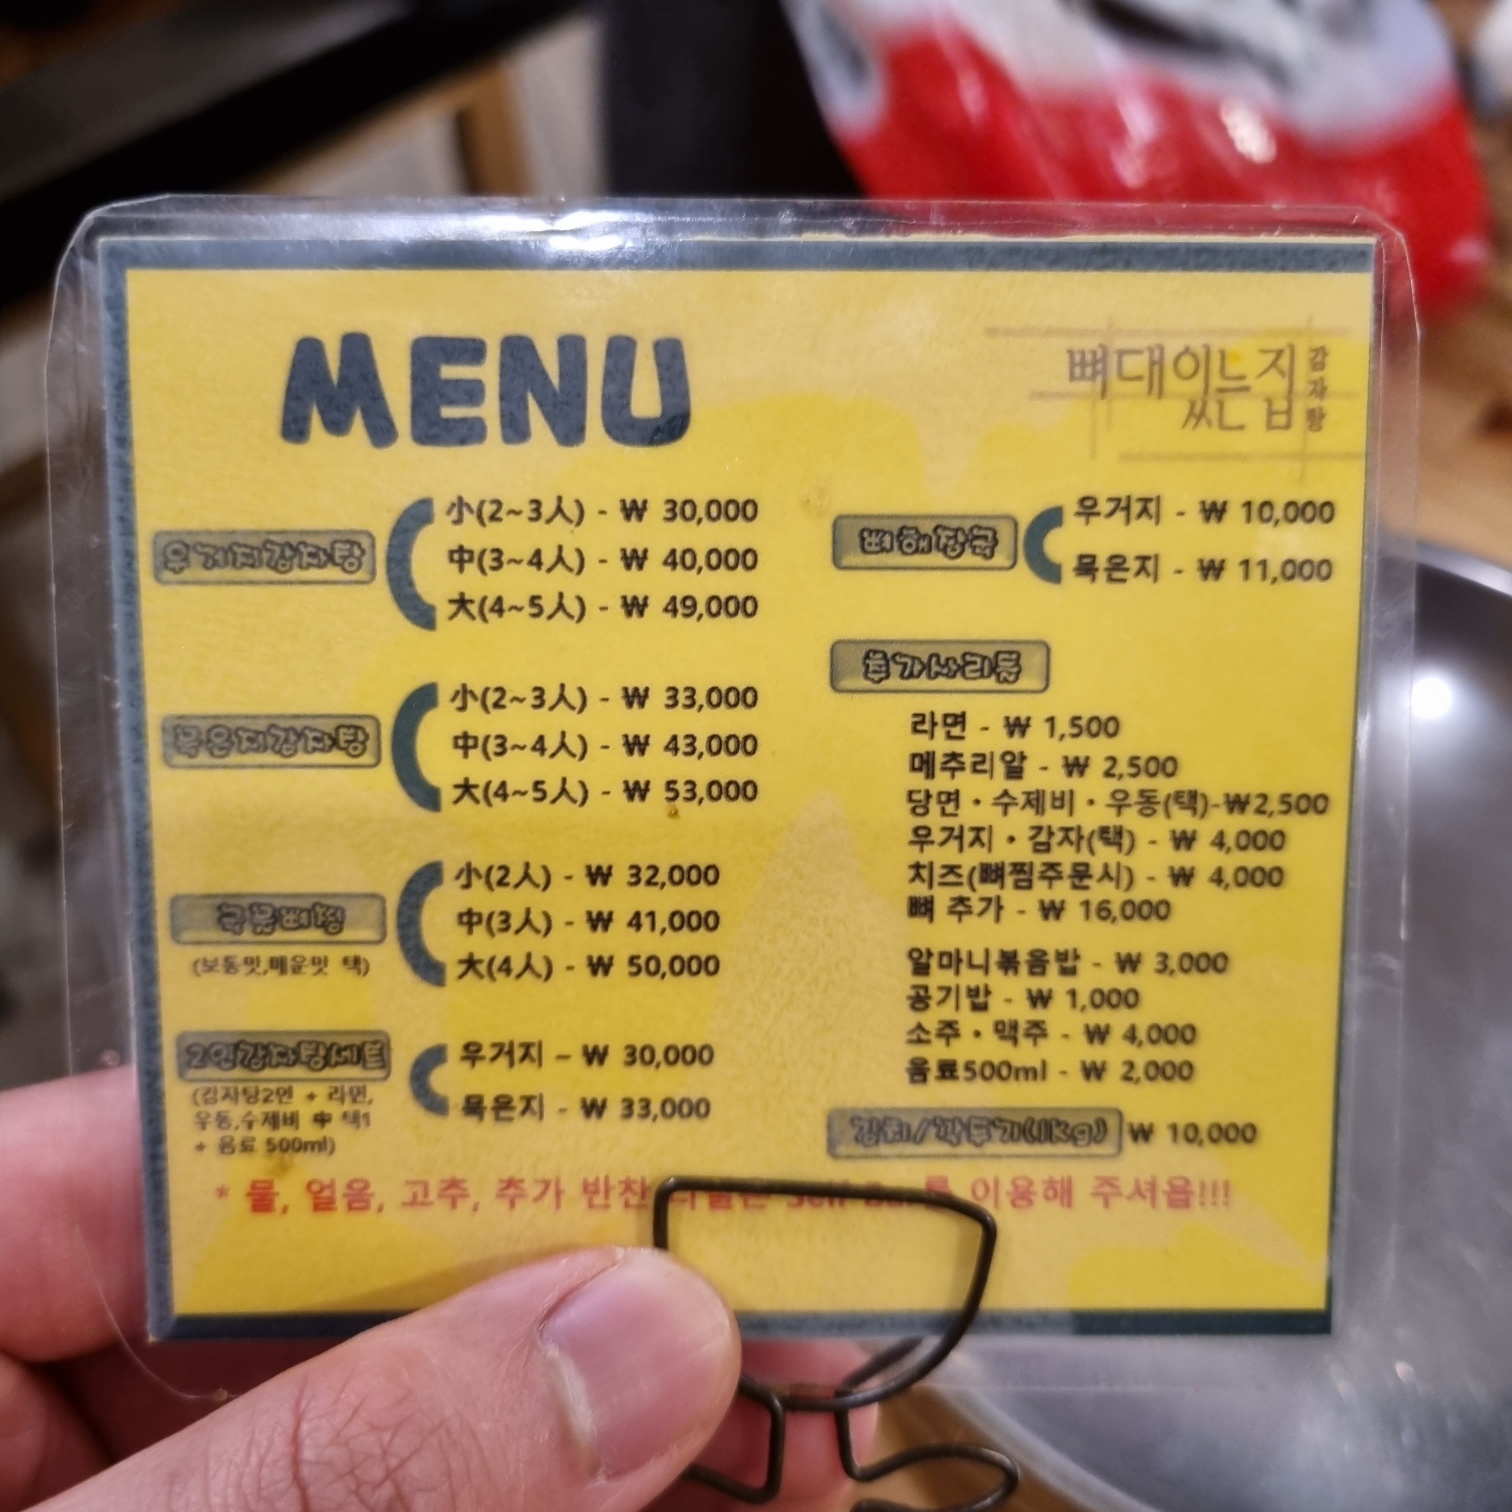 MENU
뼈대있는집
감자탕
우거지감자탕
小(2~3人) - ₩ 30,000
中(3~4人) - ₩ 40,000
大(4~5人) - ₩ 49,000
묵은지감자탕
小(2~3人) - ₩ 33,000
中(3~4人) - ₩ 43,000
大(4~5人) - ₩ 53,000
(보통맛,매운맛 택)
小(2人) - ₩ 32,000
中(3人) - ₩ 41,000
大(4人) - ₩ 50,000
2인감자탕세트
(감자탕2인 + 라면,
우동,수제비 中 택1
+ 음료 500ml)
우거지 – ₩ 30,000
묵은지 - ₩ 33,000
뼈해장국
우거지 - ₩ 10,000
묵은지 - ₩ 11,000
추가사리류
라면 - ₩ 1,500
메추리알 - ₩ 2,500
당면·수제비·우동(택)-₩2,500
우거지·감자(택) - ₩ 4,000
치즈(뼈찜주문시) - ₩ 4,000
뼈 추가 - ₩ 16,000
알마니볶음밥 - ₩ 3,000
공기밥 - ₩ 1,000
소주·맥주 - ₩ 4,000
음료500ml - ₩ 2,000
김치/깍두기(1kg) ₩ 10,000
* 물, 얼음, 고추, 추가 반찬 Self 이용해 주셔욥!!!